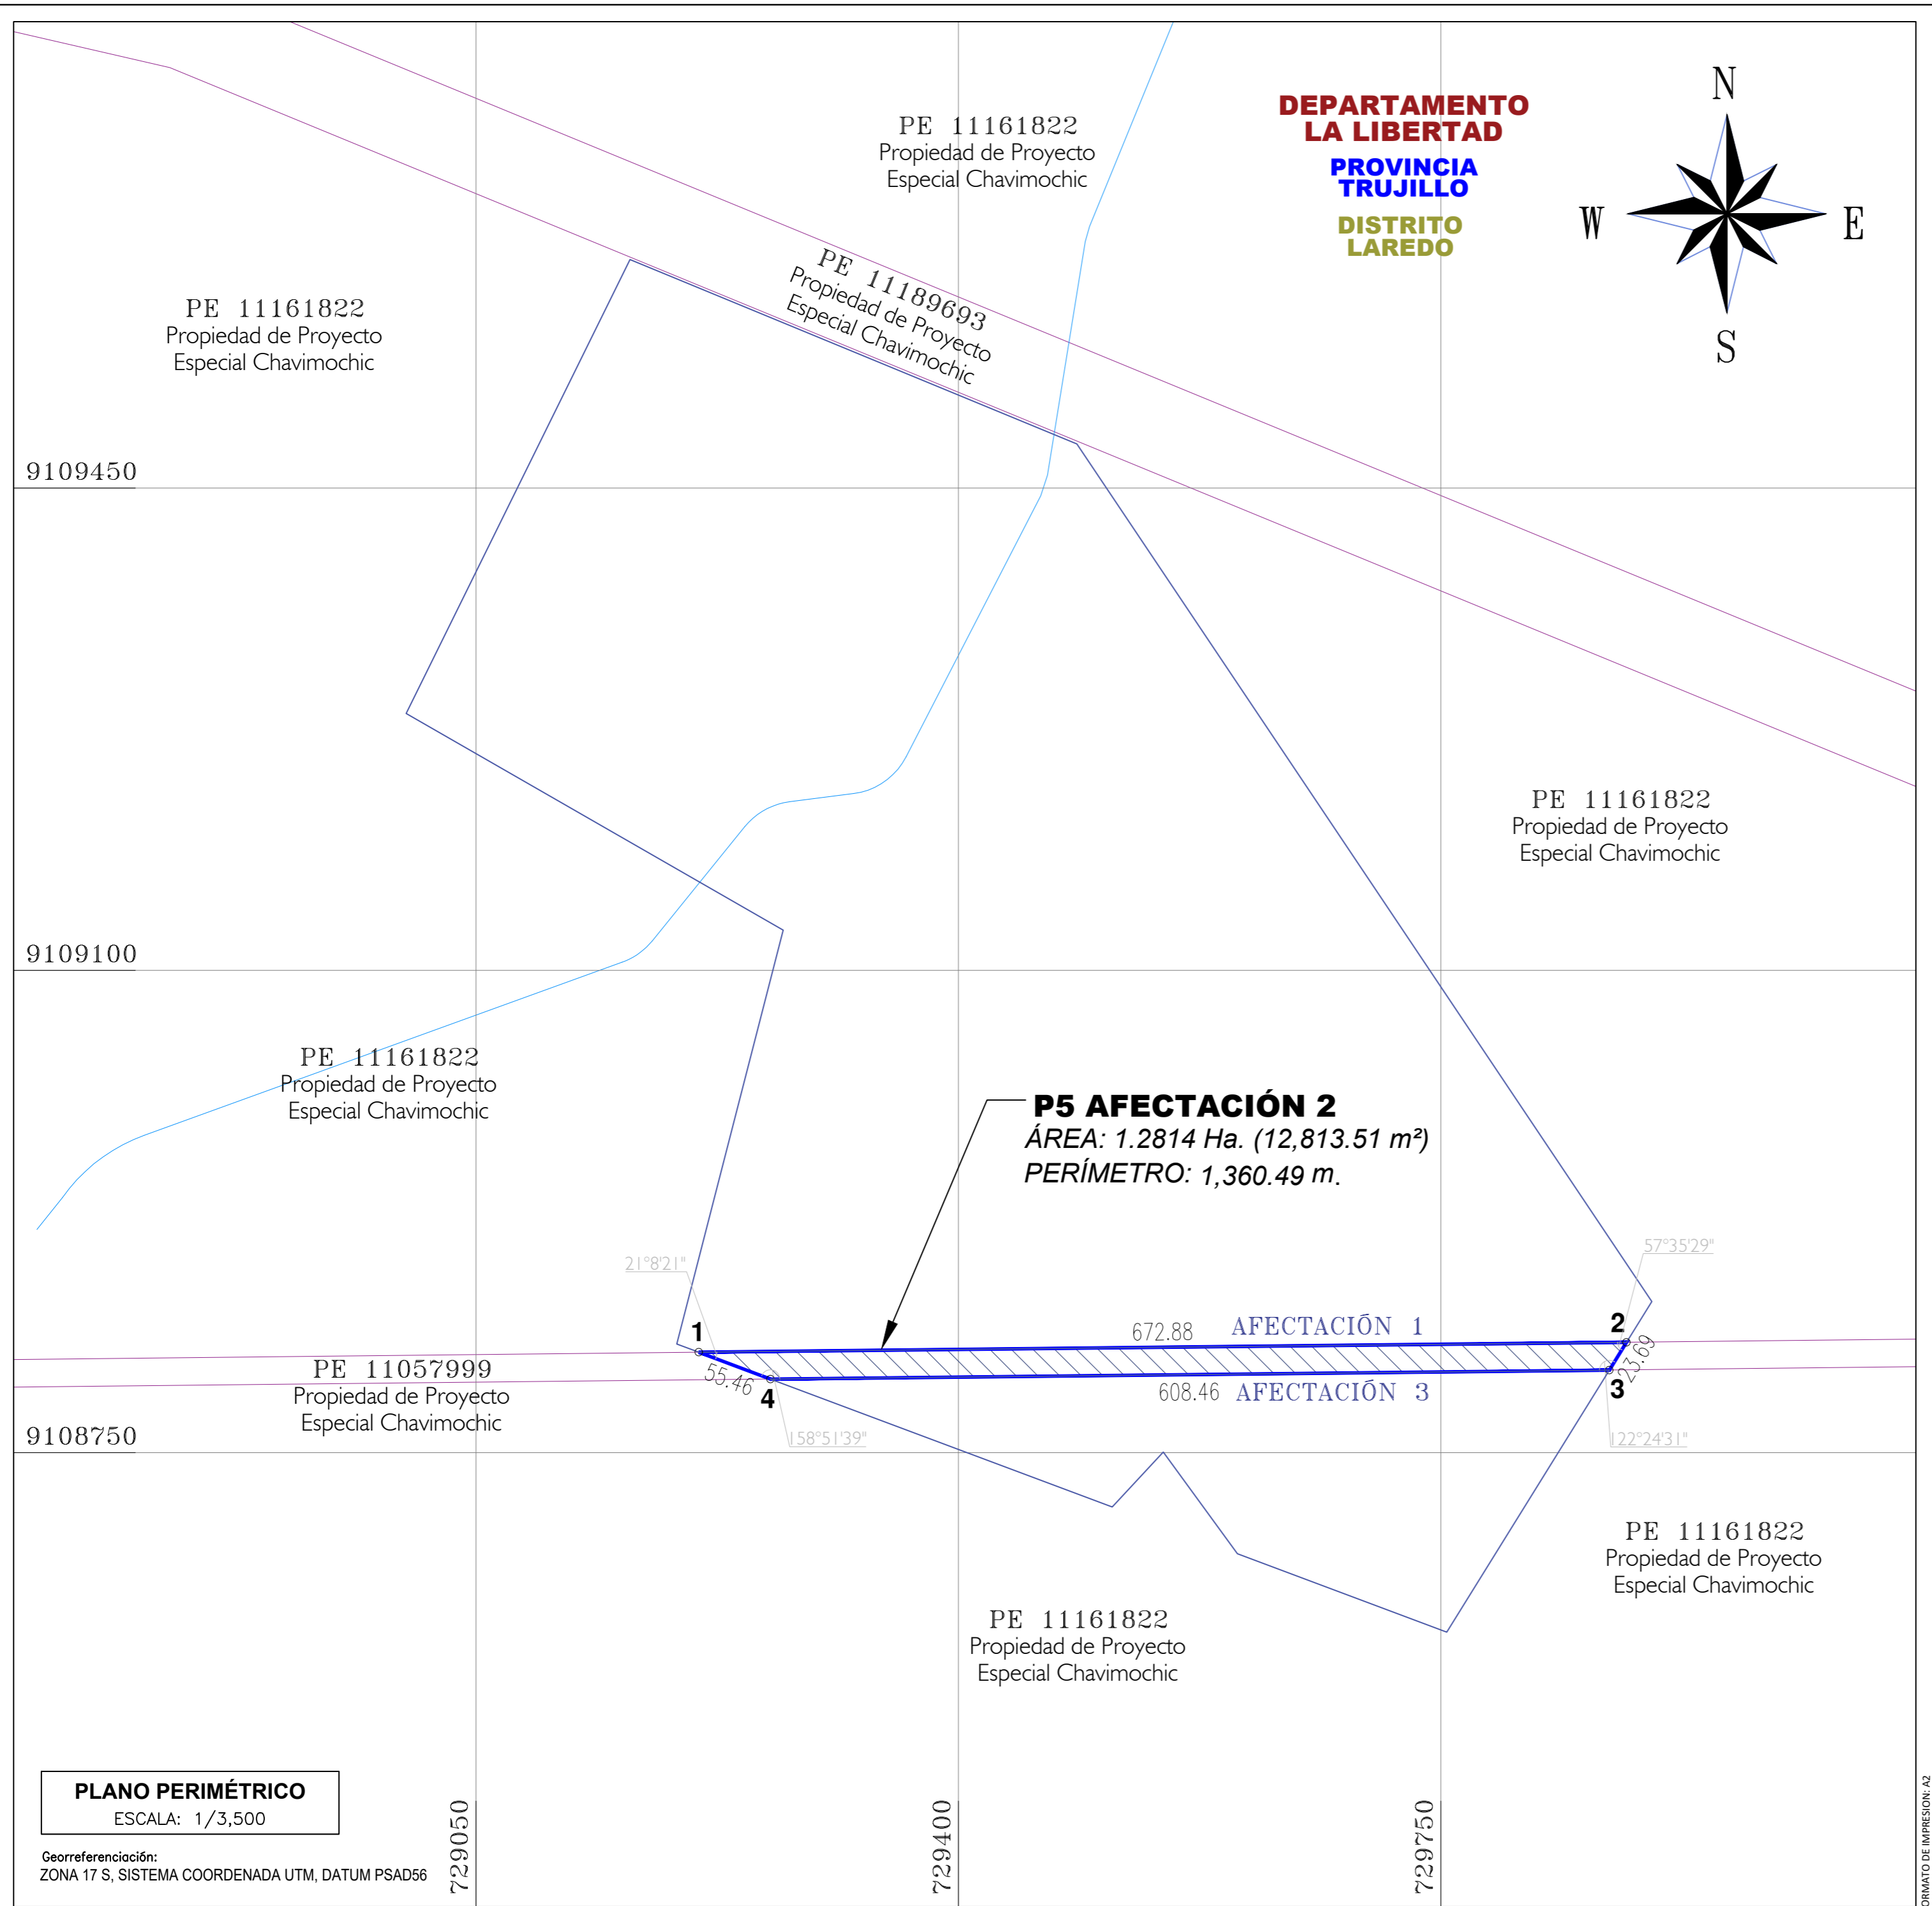 N
W
E
S
DEPARTAMENTO
LA LIBERTAD
PROVINCIA
TRUJILLO
DISTRITO
LAREDO
PE 11161822
Propiedad de Proyecto
Especial Chavimochic
PE 11189693
Propiedad de Proyecto
Especial Chavimochic
PE 11161822
Propiedad de Proyecto
Especial Chavimochic
9109450
PE 11161822
Propiedad de Proyecto
Especial Chavimochic
9109100
PE 11161822
Propiedad de Proyecto
Especial Chavimochic
P5 AFECTACIÓN 2
ÁREA: 1.2814 Ha. (12,813.51 m²)
PERÍMETRO: 1,360.49 m.
21°8'21"
57°35'29"
1
672.88
AFECTACIÓN 1
2
23.69
55.46
4
608.46
AFECTACIÓN 3
3
158°51'39"
122°24'31"
PE 11057999
Propiedad de Proyecto
Especial Chavimochic
9108750
PE 11161822
Propiedad de Proyecto
Especial Chavimochic
PE 11161822
Propiedad de Proyecto
Especial Chavimochic
PLANO PERIMÉTRICO
ESCALA: 1/3,500
Georreferenciación:
ZONA 17 S, SISTEMA COORDENADA UTM, DATUM PSAD56
729050
729400
729750
ORMATO DE IMPRESION: A2